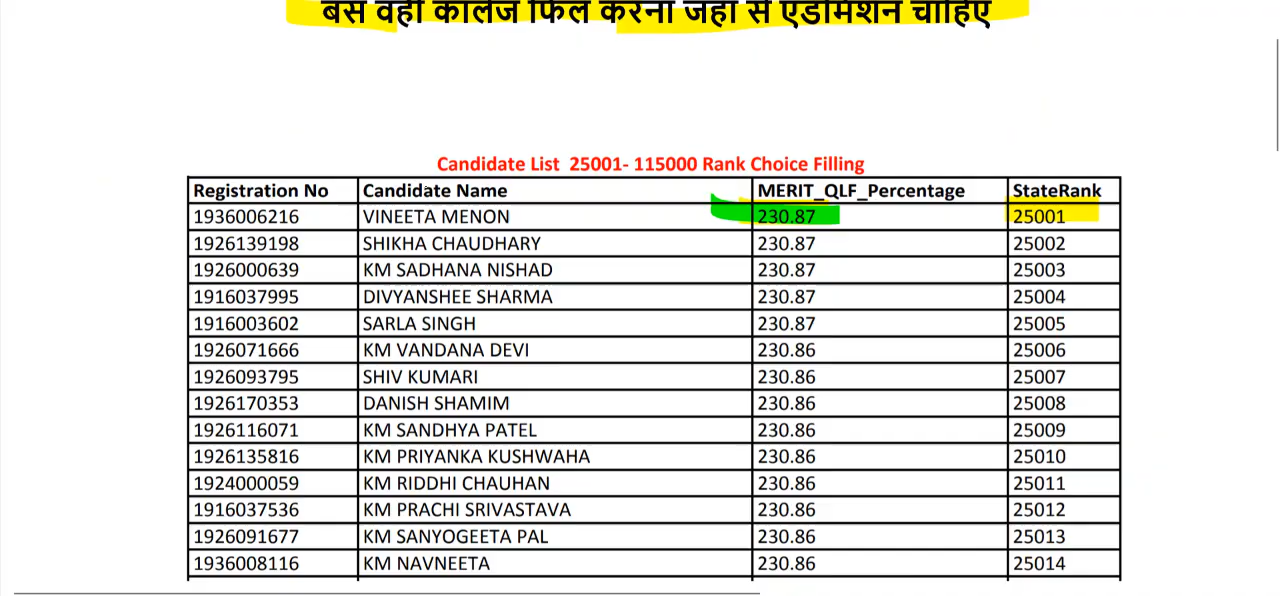 बस वही कॉलेज फिल करना जहां से एडमिशन चाहिए
Candidate List 25001- 115000 Rank Choice Filling
Registration No Candidate Name MERIT_QLF_Percentage StateRank
1936006216 VINEETA MENON 230.87 25001
1926139198 SHIKHA CHAUDHARY 230.87 25002
1926000639 KM SADHANA NISHAD 230.87 25003
1916037995 DIVYANSHEE SHARMA 230.87 25004
1916003602 SARLA SINGH 230.87 25005
1926071666 KM VANDANA DEVI 230.86 25006
1926093795 SHIV KUMARI 230.86 25007
1926170353 DANISH SHAMIM 230.86 25008
1926116071 KM SANDHYA PATEL 230.86 25009
1926135816 KM PRIYANKA KUSHWAHA 230.86 25010
1924000059 KM RIDDHI CHAUHAN 230.86 25011
1916037536 KM PRACHI SRIVASTAVA 230.86 25012
1926091677 KM SANYOGEETA PAL 230.86 25013
1936008116 KM NAVNEETA 230.86 25014